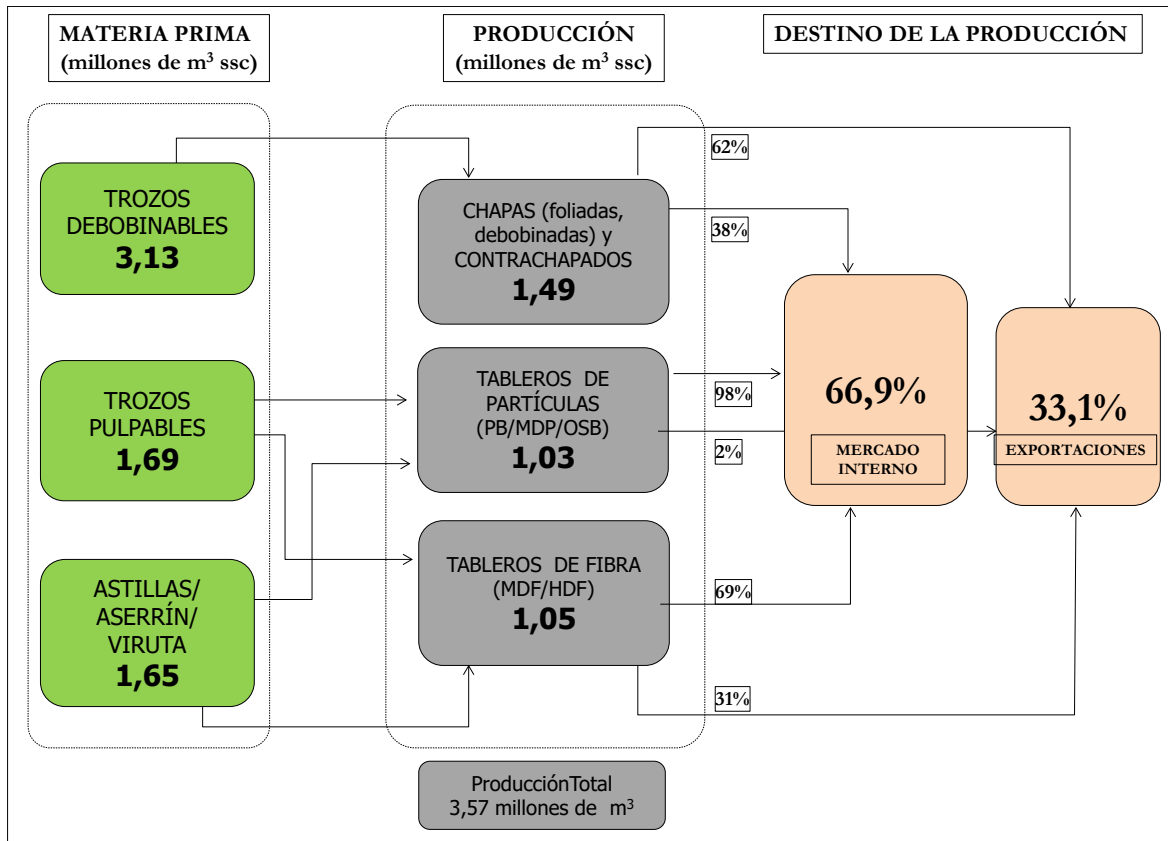 MATERIA PRIMA
(millones de m³ ssc)
PRODUCCIÓN
(millones de m³ ssc)
DESTINO DE LA PRODUCCIÓN
TROZOS
DEBOBINABLES
3,13
TROZOS
PULPABLES
1,69
ASTILLAS/
ASERRÍN/
VIRUTA
1,65
CHAPAS (foliadas,
debobinadas) y
CONTRACHAPADOS
1,49
TABLEROS DE
PARTÍCULAS
(PB/MDP/OSB)
1,03
TABLEROS DE FIBRA
(MDF/HDF)
1,05
ProducciónTotal
3,57 millones de m³
62%
38%
98%
2%
69%
31%
66,9%
MERCADO
INTERNO
33,1%
EXPORTACIONES